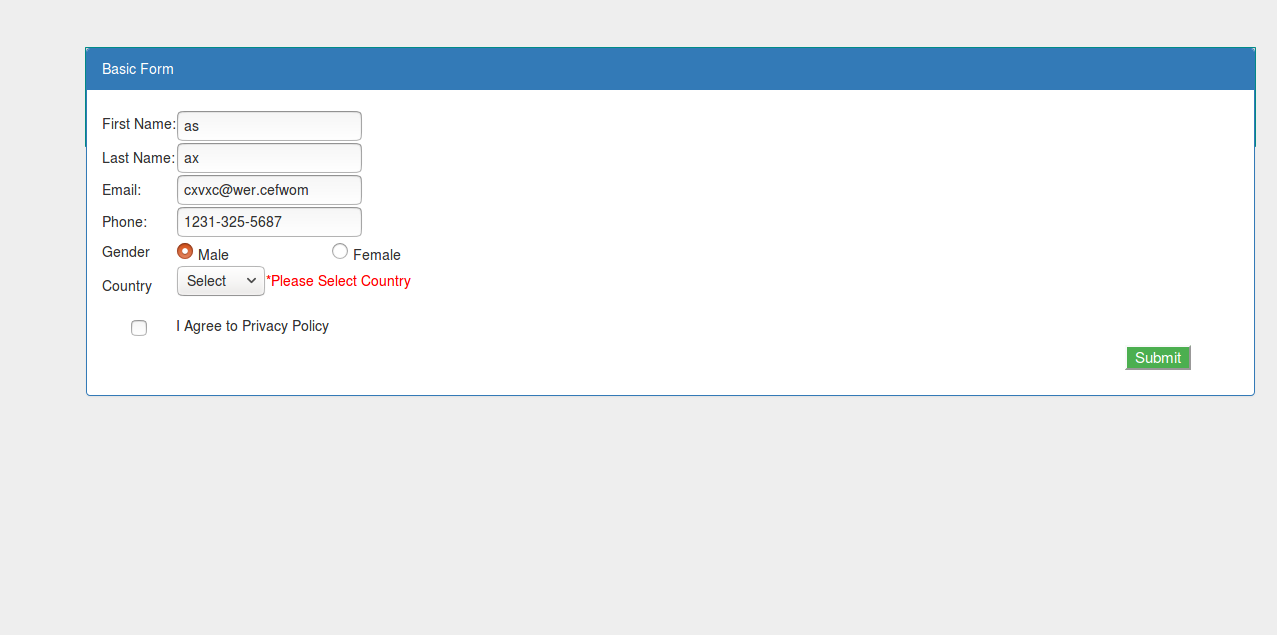 Basic Form
First Name: as
Last Name: ax
Email: cxvxc@wer.cefwom
Phone: 1231-325-5687
Gender Male Female
Country Select *Please Select Country
I Agree to Privacy Policy
Submit